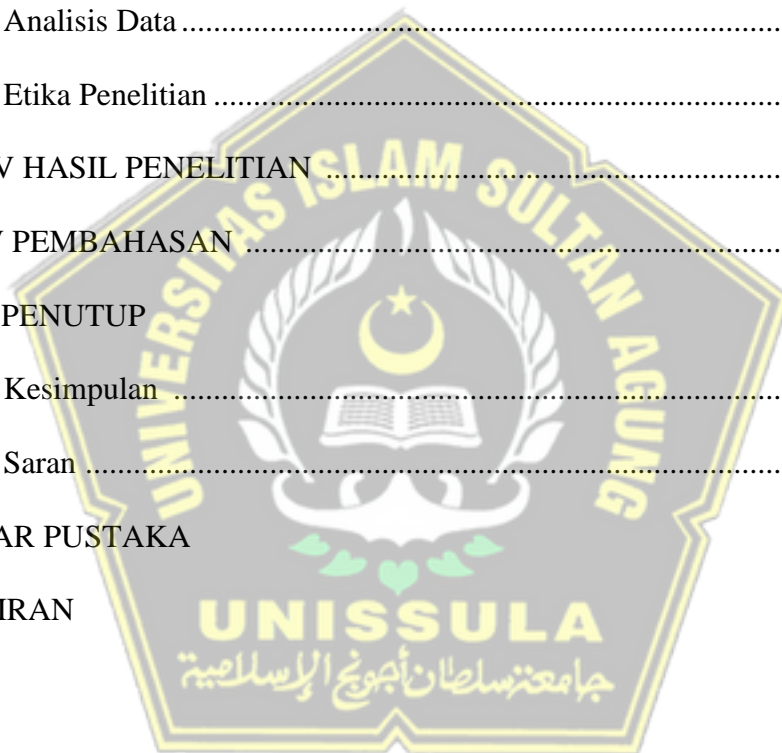 Analisis Data ..........................................................................
Etika Penelitian ......................................................................
V HASIL PENELITIAN .........................................................
PEMBAHASAN ...................................................................
PENUTUP
Kesimpulan ...........................................................................
Saran .....................................................................................
AR PUSTAKA
IRAN
UNIVERSITAS ISLAM SULTAN AGUNG
UNISSULA
جامعة سلطان أجونج الإسلامية